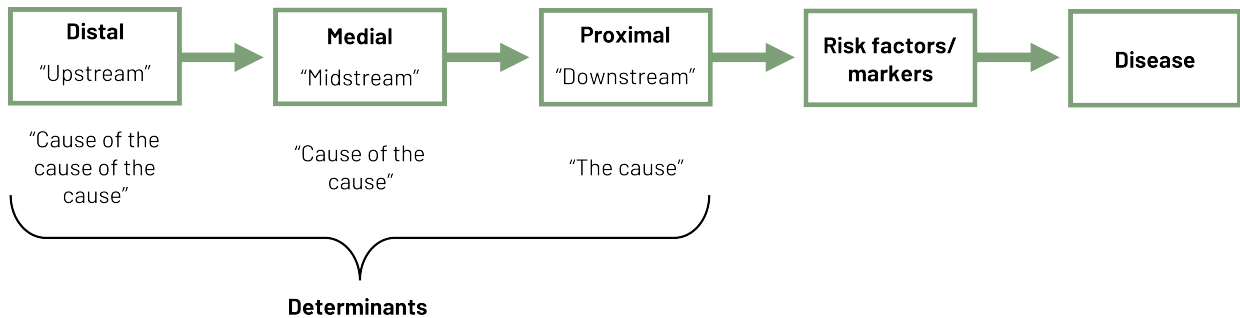 Distal
“Upstream”
Medial
“Midstream”
Proximal
“Downstream”
Risk factors/
markers
Disease
“Cause of the
cause of the
cause”
“Cause of the
cause”
“The cause”
Determinants